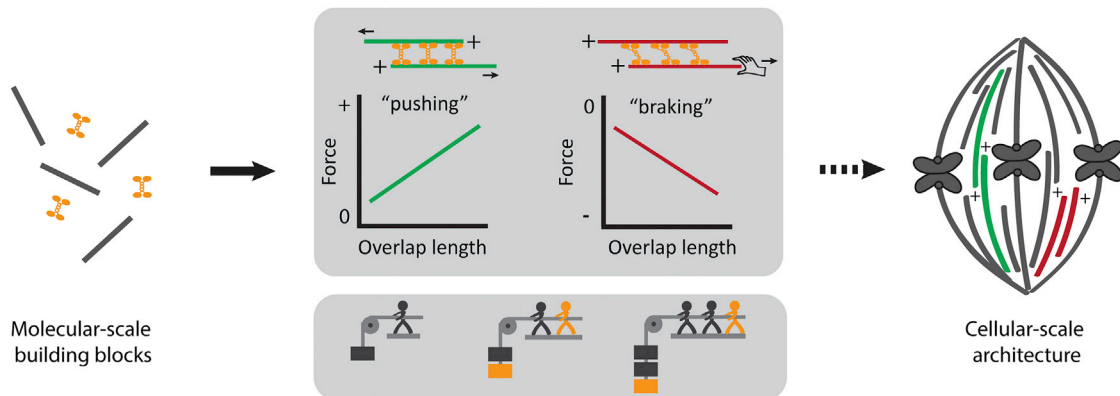 Molecular-scale
building blocks
+
+
"pushing"
+
0
Force
Overlap length
+
+
"braking"
0
-
Force
Overlap length
+
+
+
+
Cellular-scale
architecture